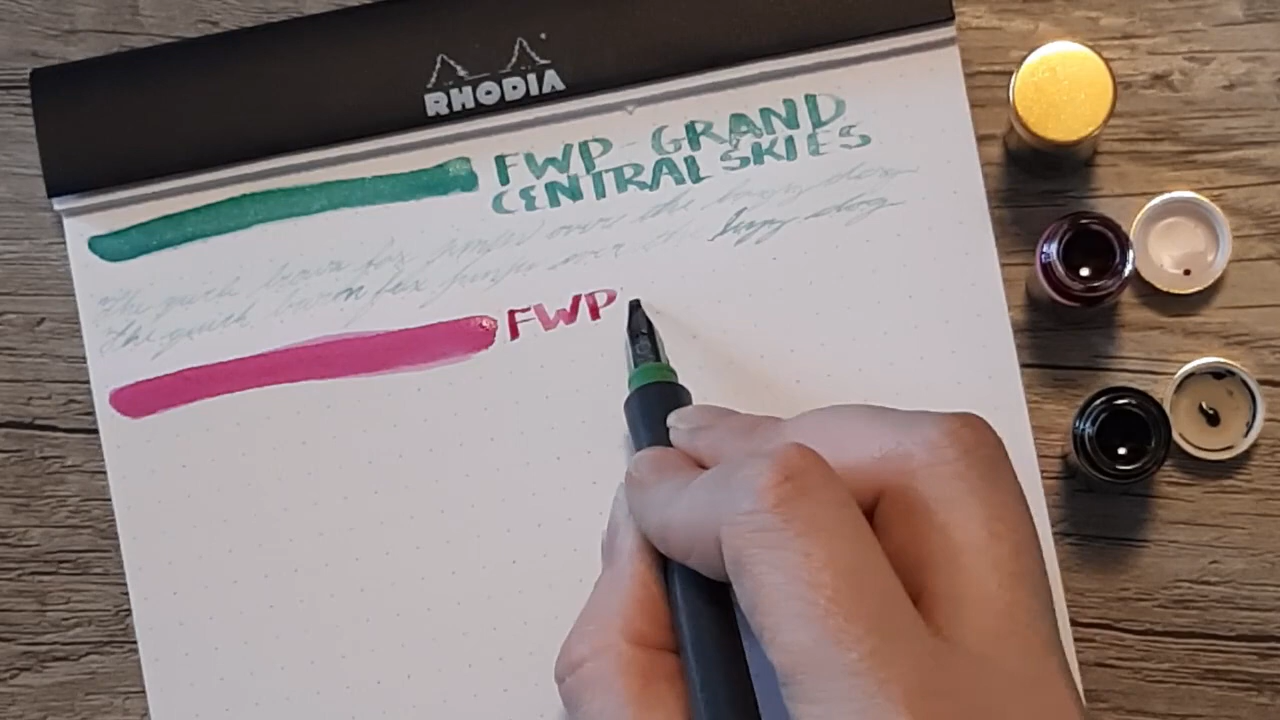 RHODIA
FWP - GRAND
CENTRAL SKIES
The quick brown fox jumps over the lazy dog
The quick brown fox jumps over the lazy dog
FWP